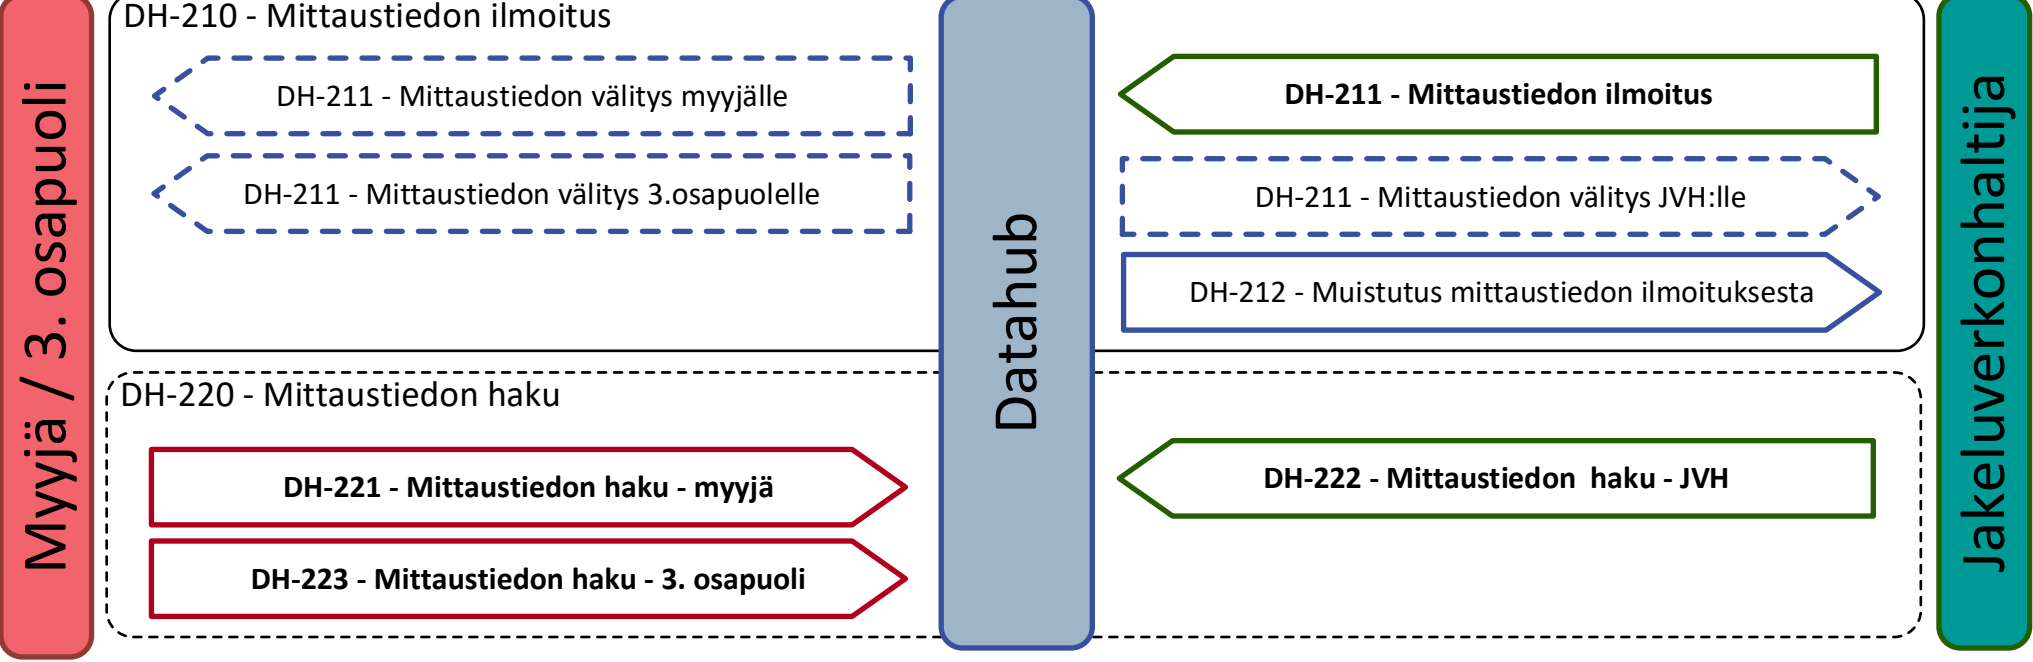 Myyjä / 3. osapuoli
DH-210 - Mittaustiedon ilmoitus
DH-211 - Mittaustiedon välitys myyjälle
DH-211 - Mittaustiedon välitys 3.osapuolelle
Datahub
DH-211 - Mittaustiedon ilmoitus
DH-211 - Mittaustiedon välitys JVH:lle
DH-212 - Muistutus mittaustiedon ilmoituksesta
Jakeluverkonhaltija
DH-220 - Mittaustiedon haku
DH-221 - Mittaustiedon haku - myyjä
DH-223 - Mittaustiedon haku - 3. osapuoli
DH-222 - Mittaustiedon  haku - JVH